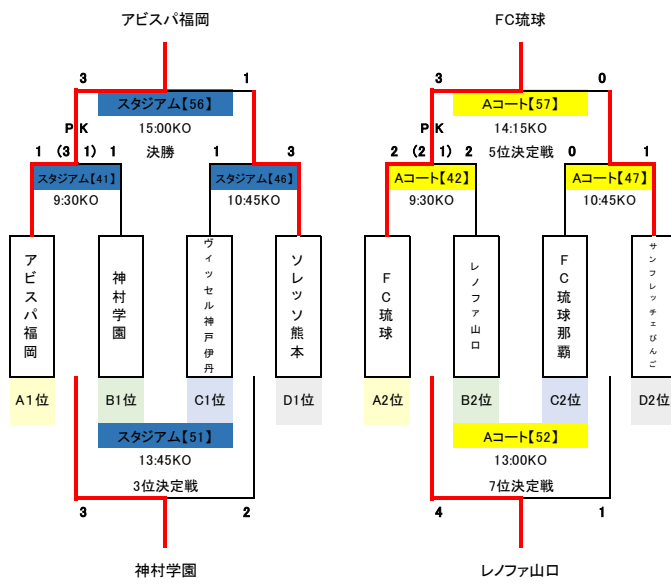 アビスパ福岡
3 1
スタジアム【56】
15:00KO
決勝
PK
1 (3 1) 1
スタジアム【41】
9:30KO
1 3
スタジアム【46】
10:45KO
アビスパ福岡
神村学園
ヴィッセル神戸伊丹
ソレッソ熊本
A1位
B1位
C1位
D1位
スタジアム【51】
13:45KO
3位決定戦
3 2
神村学園
FC琉球
3 0
Aコート【57】
14:15KO
5位決定戦
PK
2 (2 1) 2
Aコート【42】
9:30KO
0 1
Aコート【47】
10:45KO
FC琉球
レノファ山口
FC琉球那覇
サンフレッチェびんご
A2位
B2位
C2位
D2位
Aコート【52】
13:00KO
7位決定戦
4 1
レノファ山口